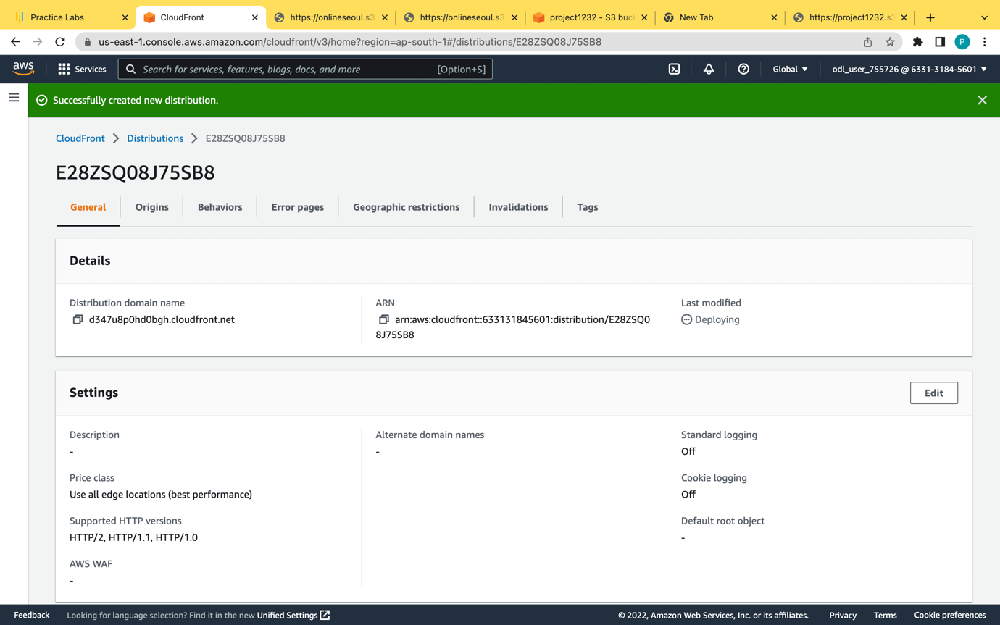 Practice Labs
CloudFront
https://onlineseoul.s3
https://onlineseoul.s3
project1232 - S3 buc
New Tab
https://project1232.s3
us-east-1.console.aws.amazon.com/cloudfront/v3/home?region=ap-south-1#/distributions/E28ZSQ08J75SB8
P
aws
Services
Search for services, features, blogs, docs, and more
[Option+S]
Global
odl_user_755726 @ 6331-3184-5601
Successfully created new distribution.
CloudFront > Distributions > E28ZSQ08J75SB8
E28ZSQ08J75SB8
General
Origins
Behaviors
Error pages
Geographic restrictions
Invalidations
Tags
Details
Distribution domain name
d347u8p0hd0bgh.cloudfront.net
ARN
arn:aws:cloudfront::633131845601:distribution/E28ZSQ0
8J75SB8
Last modified
Deploying
Settings
Edit
Description
-
Price class
Use all edge locations (best performance)
Supported HTTP versions
HTTP/2, HTTP/1.1, HTTP/1.0
AWS WAF
-
Alternate domain names
-
Standard logging
Off
Cookie logging
Off
Default root object
-
Feedback
Looking for language selection? Find it in the new Unified Settings
© 2022, Amazon Web Services, Inc. or its affiliates.
Privacy
Terms
Cookie preferences